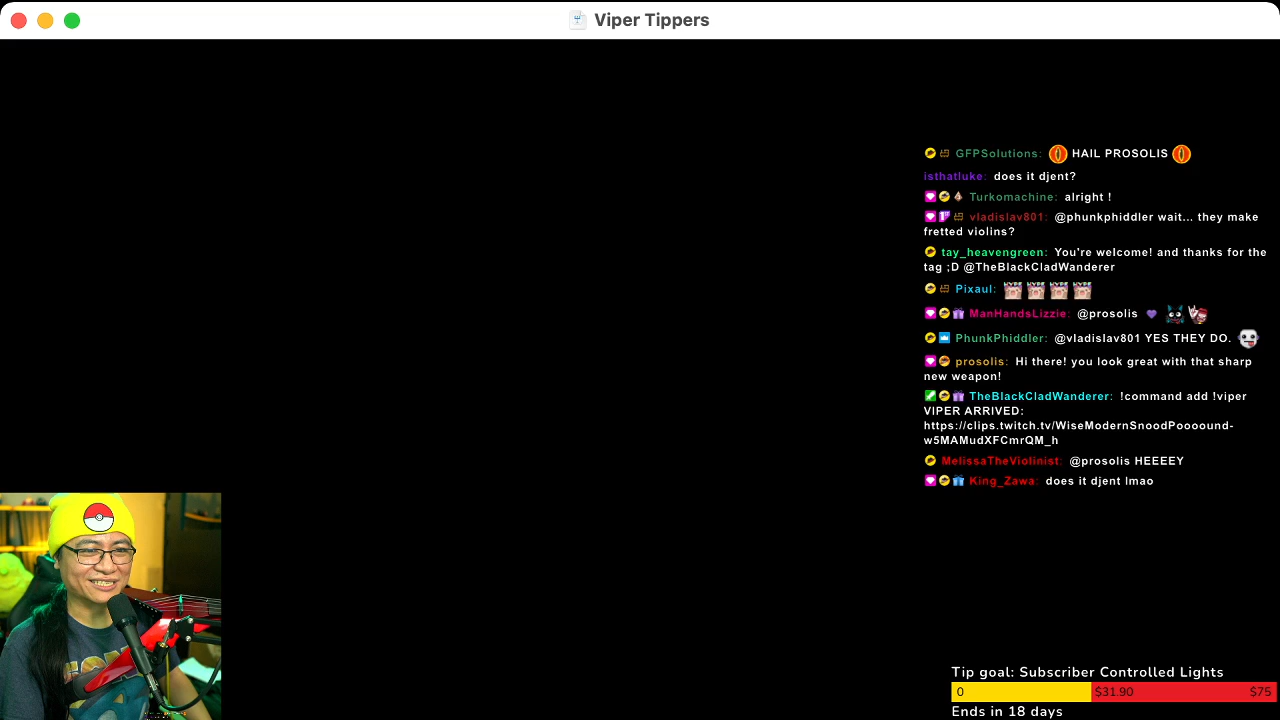 Viper Tippers
GFPSolutions: HAIL PROSOLIS
isthatluke: does it djent?
Turkomachine: alright !
vladislav801: @phunkphiddler wait... they make
fretted violins?
tay_heavengreen: You're welcome! and thanks for the
tag ;D @TheBlackCladWanderer
Pixaul: HYPE HYPE HYPE HYPE
ManHandsLizzie: @prosolis
PhunkPhiddler: @vladislav801 YES THEY DO.
prosolis: Hi there! you look great with that sharp
new weapon!
TheBlackCladWanderer: !command add !viper
VIPER ARRIVED:
https://clips.twitch.tv/WiseModernSnoodPoooound-
w5MAMudXFCmrQM_h
MelissaTheViolinist: @prosolis HEEEEY
King_Zawa: does it djent lmao
Tip goal: Subscriber Controlled Lights
0 $31.90 $75
Ends in 18 days